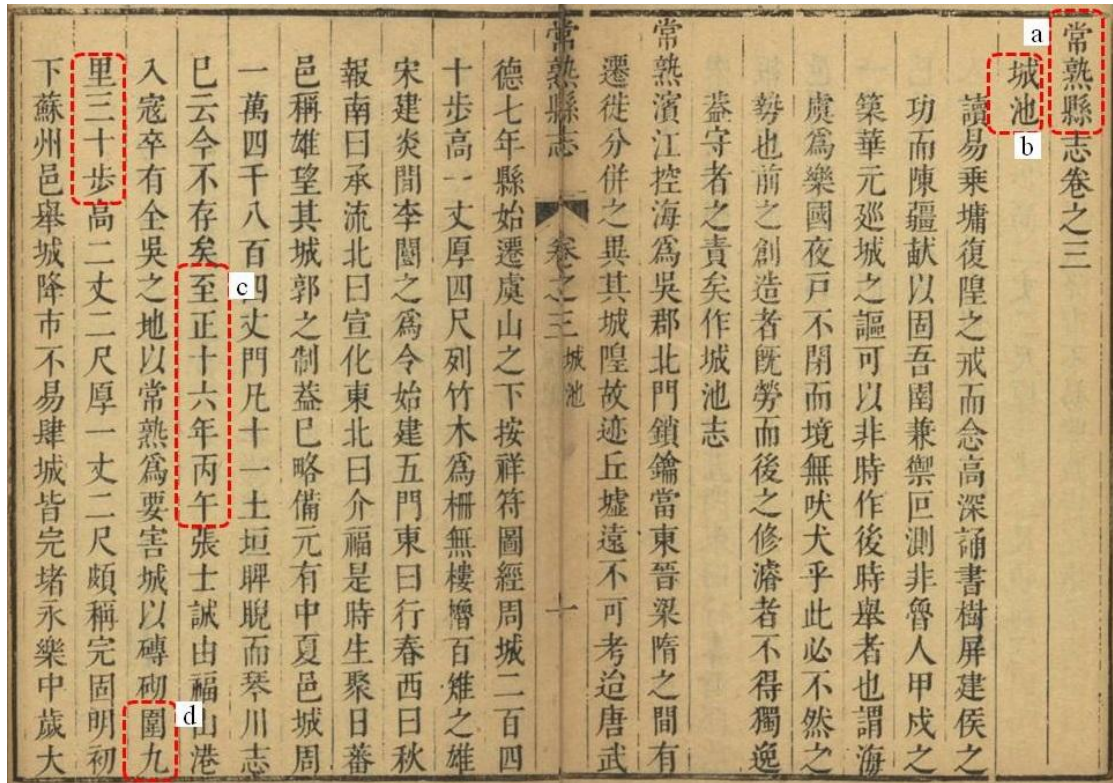 常熟縣志卷之三
城池
讀易乗墉復隍之戒而念高深誦書樹屏建侯之
功而陳疆献以固吾圉兼禦叵測非魯人甲戍之
築華元廵城之謳可以非時作後時舉者也謂海
虞爲樂國夜戸不閉而境無吠犬乎此必不然之
勢也前之創造者旣勞而後之修濬者不得獨逸
葢守者之責矣作城池志
常熟濱江控海爲吳郡北門鎖鑰當東晉梁隋之間有
遷徙分併之異其城隍故迹丘墟遠不可考迨唐武
常熟縣志 卷之三 城池 十
德七年縣始遷虞山之下按祥符圖經周城二百四
十步高一丈厚四尺列竹木爲柵無樓櫓百雉之雄
宋建炎間李闓之爲令始建五門東曰行春西曰秋
報南曰承流北曰宣化東北曰介福是時生聚日蕃
邑稱雄望其城郭之制葢巳略備元有中夏邑城周
一萬四千八百四丈門凡十一土垣睥睨而琴川志
巳云今不存矣至正十六年丙午張士誠由福山港
入寇卒有全吳之地以常熟爲要害城以磚砌圍九
里三十步高二丈二尺厚一丈二尺頗稱完固明初
下蘇州邑舉城降市不易肆城皆完堵永樂中歲大
a
b
c
d